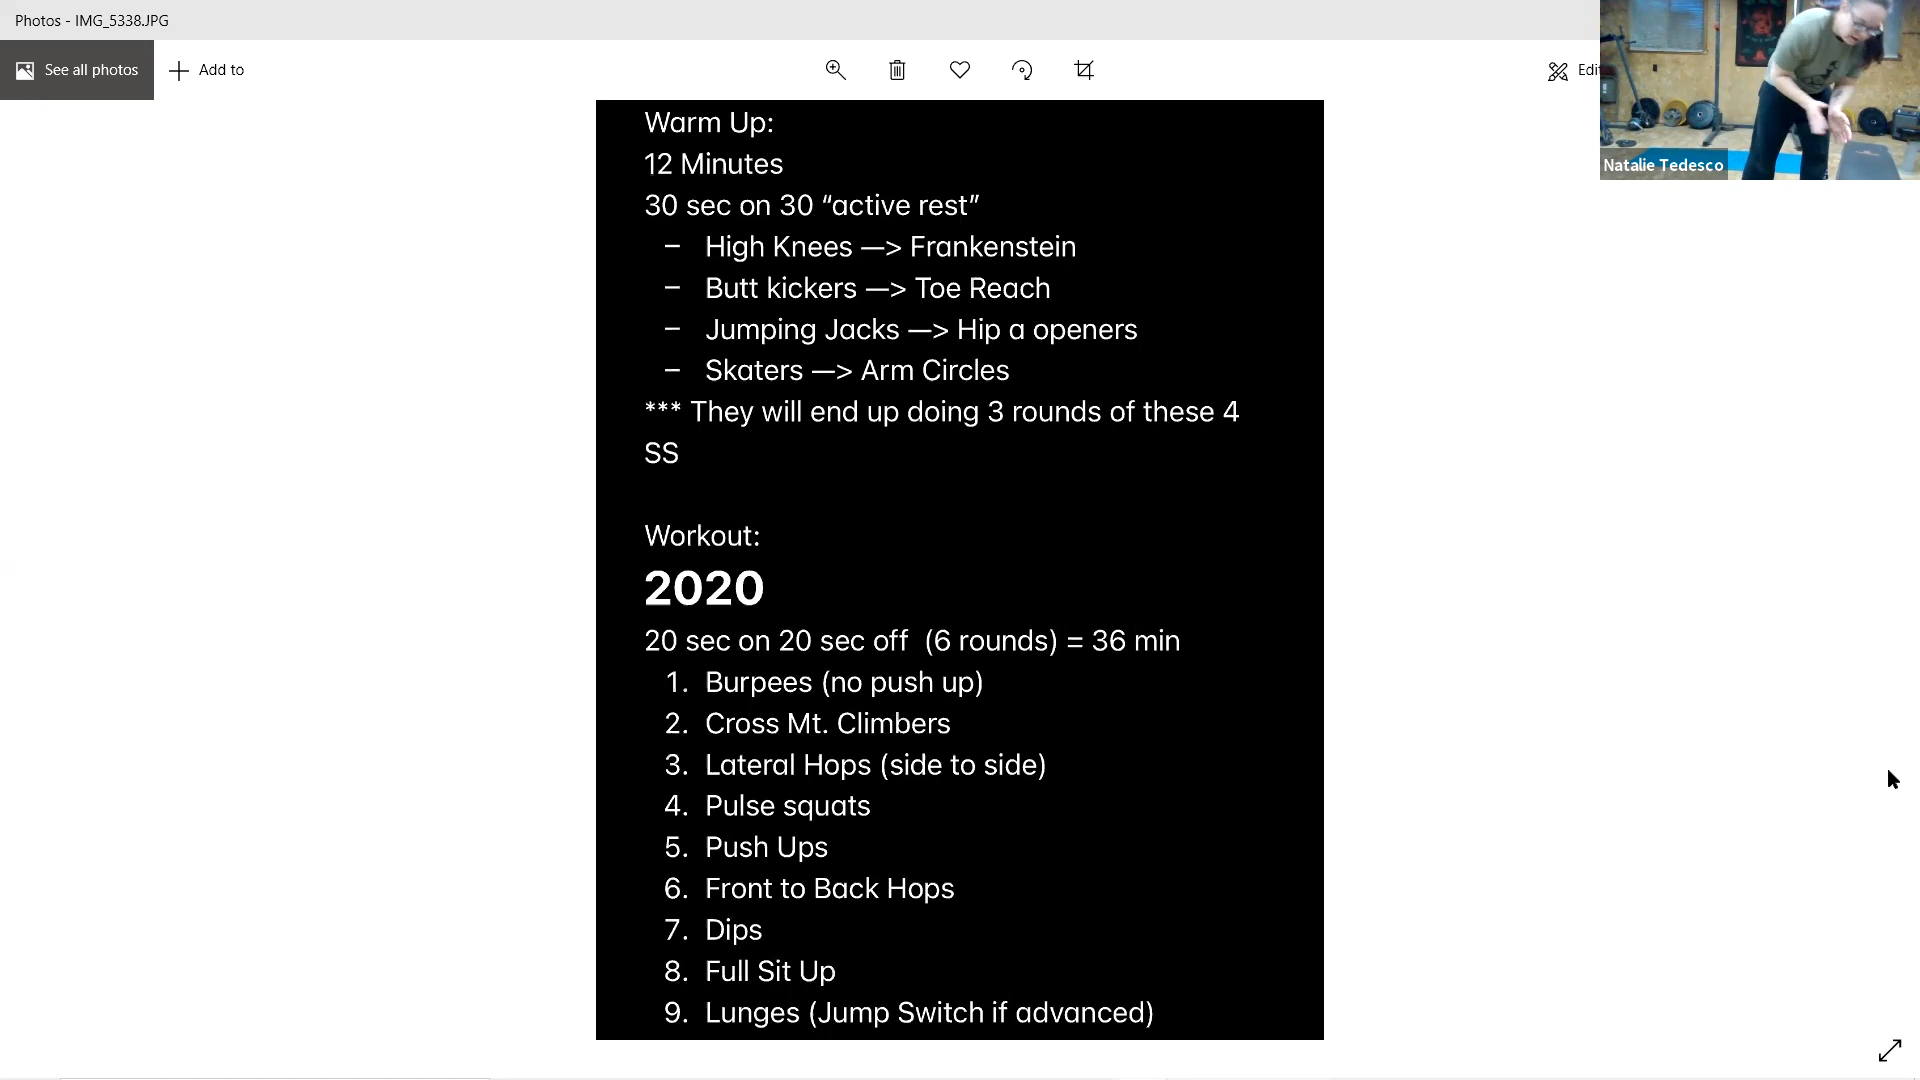 Photos - IMG_5338.JPG
See all photos
Add to
Edit
Natalie Tedesco
Warm Up:
12 Minutes
30 sec on 30 “active rest”
– High Knees —> Frankenstein
– Butt kickers —> Toe Reach
– Jumping Jacks —> Hip a openers
– Skaters —> Arm Circles
*** They will end up doing 3 rounds of these 4
SS
Workout:
2020
20 sec on 20 sec off (6 rounds) = 36 min
1. Burpees (no push up)
2. Cross Mt. Climbers
3. Lateral Hops (side to side)
4. Pulse squats
5. Push Ups
6. Front to Back Hops
7. Dips
8. Full Sit Up
9. Lunges (Jump Switch if advanced)